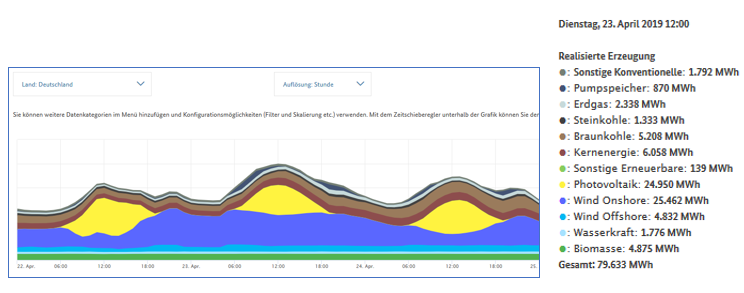 Dienstag, 23. April 2019 12:00
Realisierte Erzeugung
: Sonstige Konventionelle: 1.792 MWh
: Pumpspeicher: 870 MWh
: Erdgas: 2.338 MWh
: Steinkohle: 1.333 MWh
: Braunkohle: 5.208 MWh
: Kernenergie: 6.058 MWh
: Sonstige Erneuerbare: 139 MWh
: Photovoltaik: 24.950 MWh
: Wind Onshore: 25.462 MWh
: Wind Offshore: 4.832 MWh
: Wasserkraft: 1.776 MWh
: Biomasse: 4.875 MWh
Gesamt: 79.633 MWh
Land: Deutschland
Auflösung: Stunde
Sie können weitere Datenkategorien im Menü hinzufügen und Konfigurationsmöglichkeiten (Filter und Skalierung etc.) verwenden. Mit dem Zeitschieberegler unterhalb der Grafik können Sie der
22. Apr. 06:00 12:00 18:00 23. Apr. 06:00 12:00 18:00 24. Apr. 06:00 12:00 18:00 25.